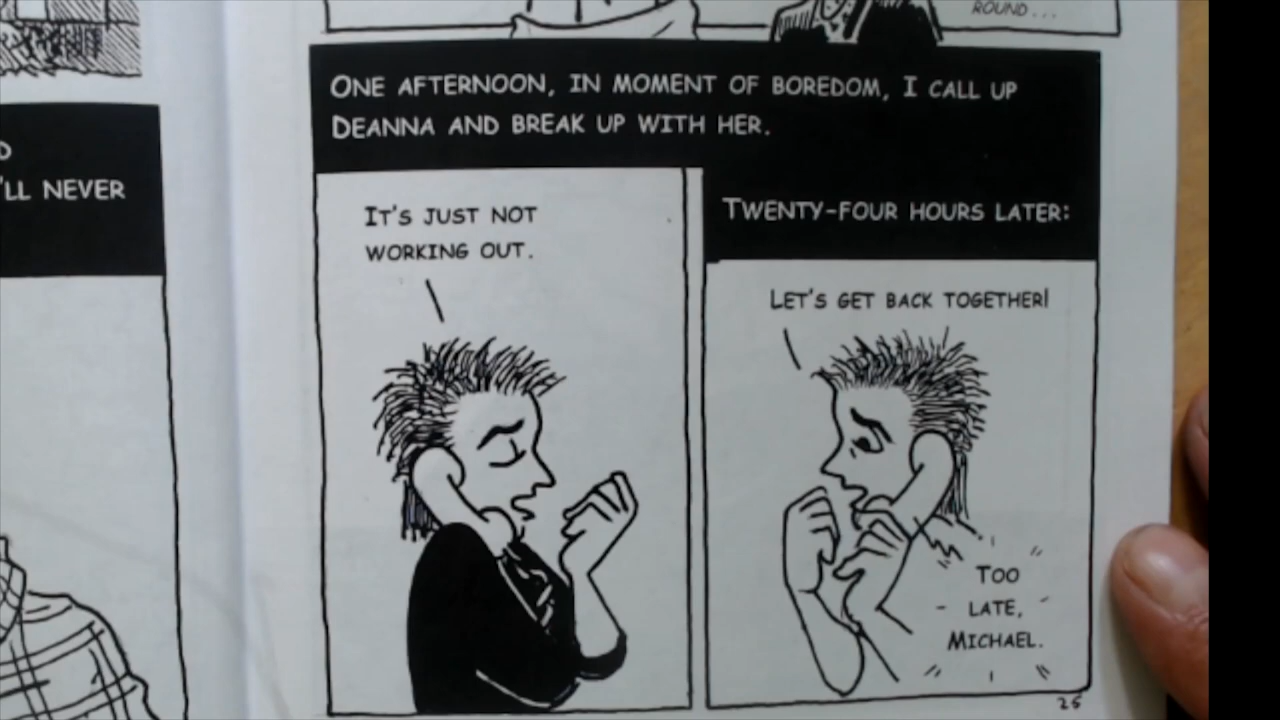 ROUND...
D
'LL NEVER
ONE AFTERNOON, IN MOMENT OF BOREDOM, I CALL UP
DEANNA AND BREAK UP WITH HER.
IT'S JUST NOT
WORKING OUT.
TWENTY-FOUR HOURS LATER:
LET'S GET BACK TOGETHER!
TOO
LATE,
MICHAEL.
25